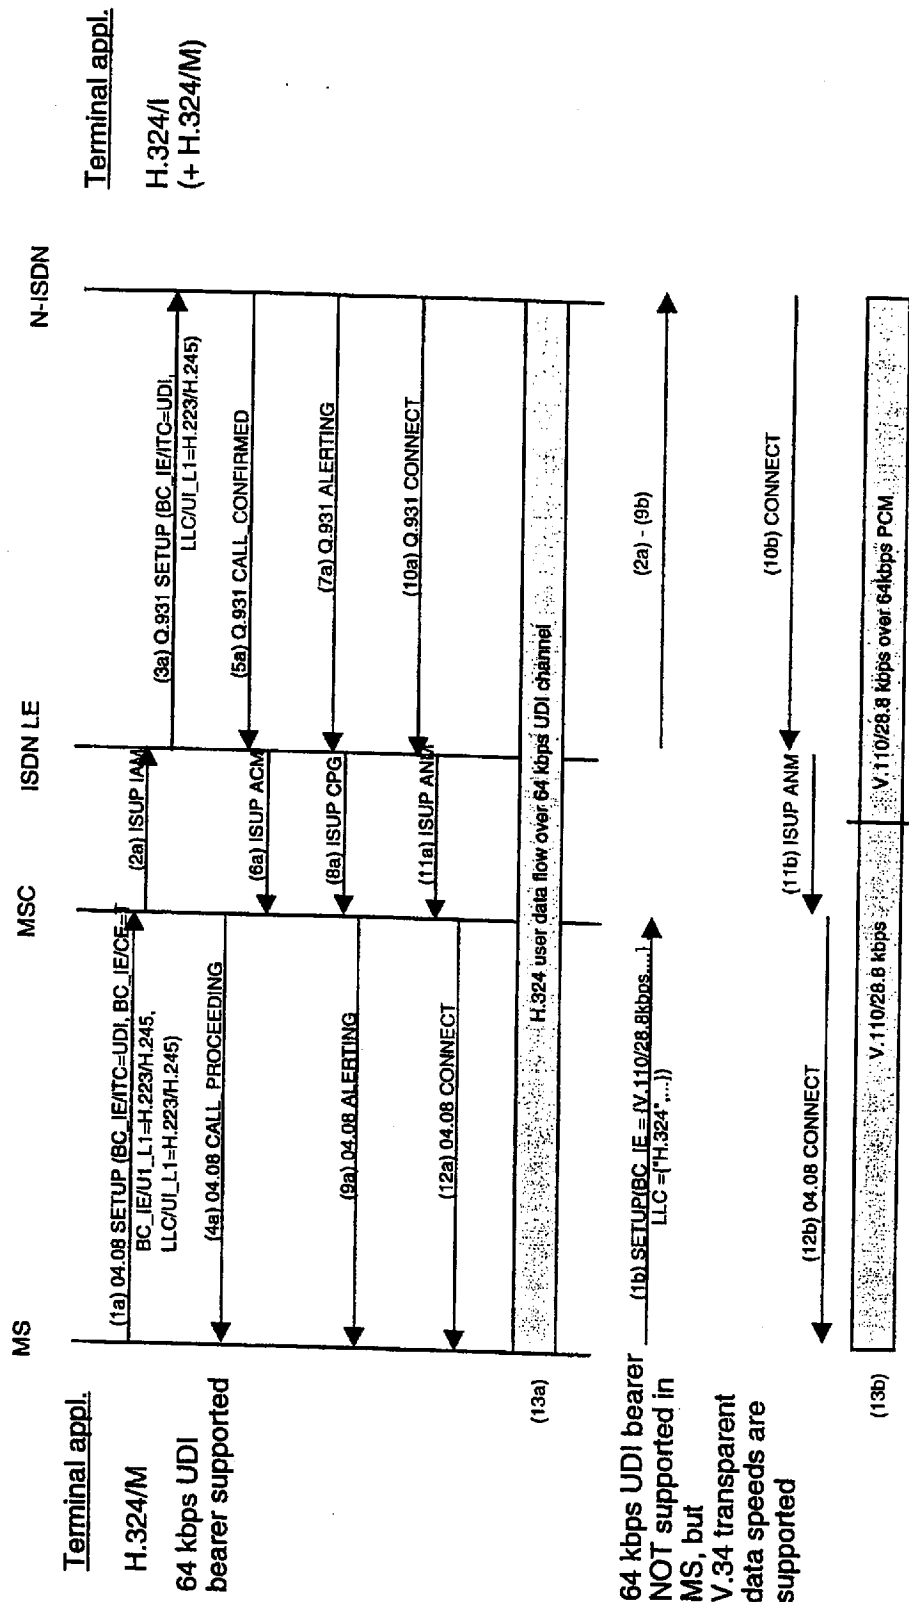 MS
MSC
ISDN LE
N-ISDN
Terminal appl.
H.324/M
64 kbps UDI
bearer supported
Terminal appl.
H.324/I
(+ H.324/M)
(1a) 04.08 SETUP (BC_IE/ITC=UDI, BC_IE/CE=T
BC_IE/U1_L1=H.223/H.245,
LLC/UI_L1=H.223/H.245)
(2a) ISUP IAM
(3a) Q.931 SETUP (BC_IE/ITC=UDI,
LLC/UI_L1=H.223/H.245)
(4a) 04.08 CALL_PROCEEDING
(5a) Q.931 CALL_CONFIRMED
(6a) ISUP ACM
(7a) Q.931 ALERTING
(8a) ISUP CPG
(9a) 04.08 ALERTING
(10a) Q.931 CONNECT
(11a) ISUP ANM
(12a) 04.08 CONNECT
(13a)
H.324 user data flow over 64 kbps UDI channel
64 kbps UDI bearer
NOT supported in
MS, but
V.34 transparent
data speeds are
supported
(1b) SETUP(BC_IE = {V.110/28.8kbps,...}
LLC ={"H.324",...})
(2a) - (9b)
(10b) CONNECT
(11b) ISUP ANM
(12b) 04.08 CONNECT
(13b)
V.110/28.8 kbps
V.110/28.8 kbps over 64kbps PCM